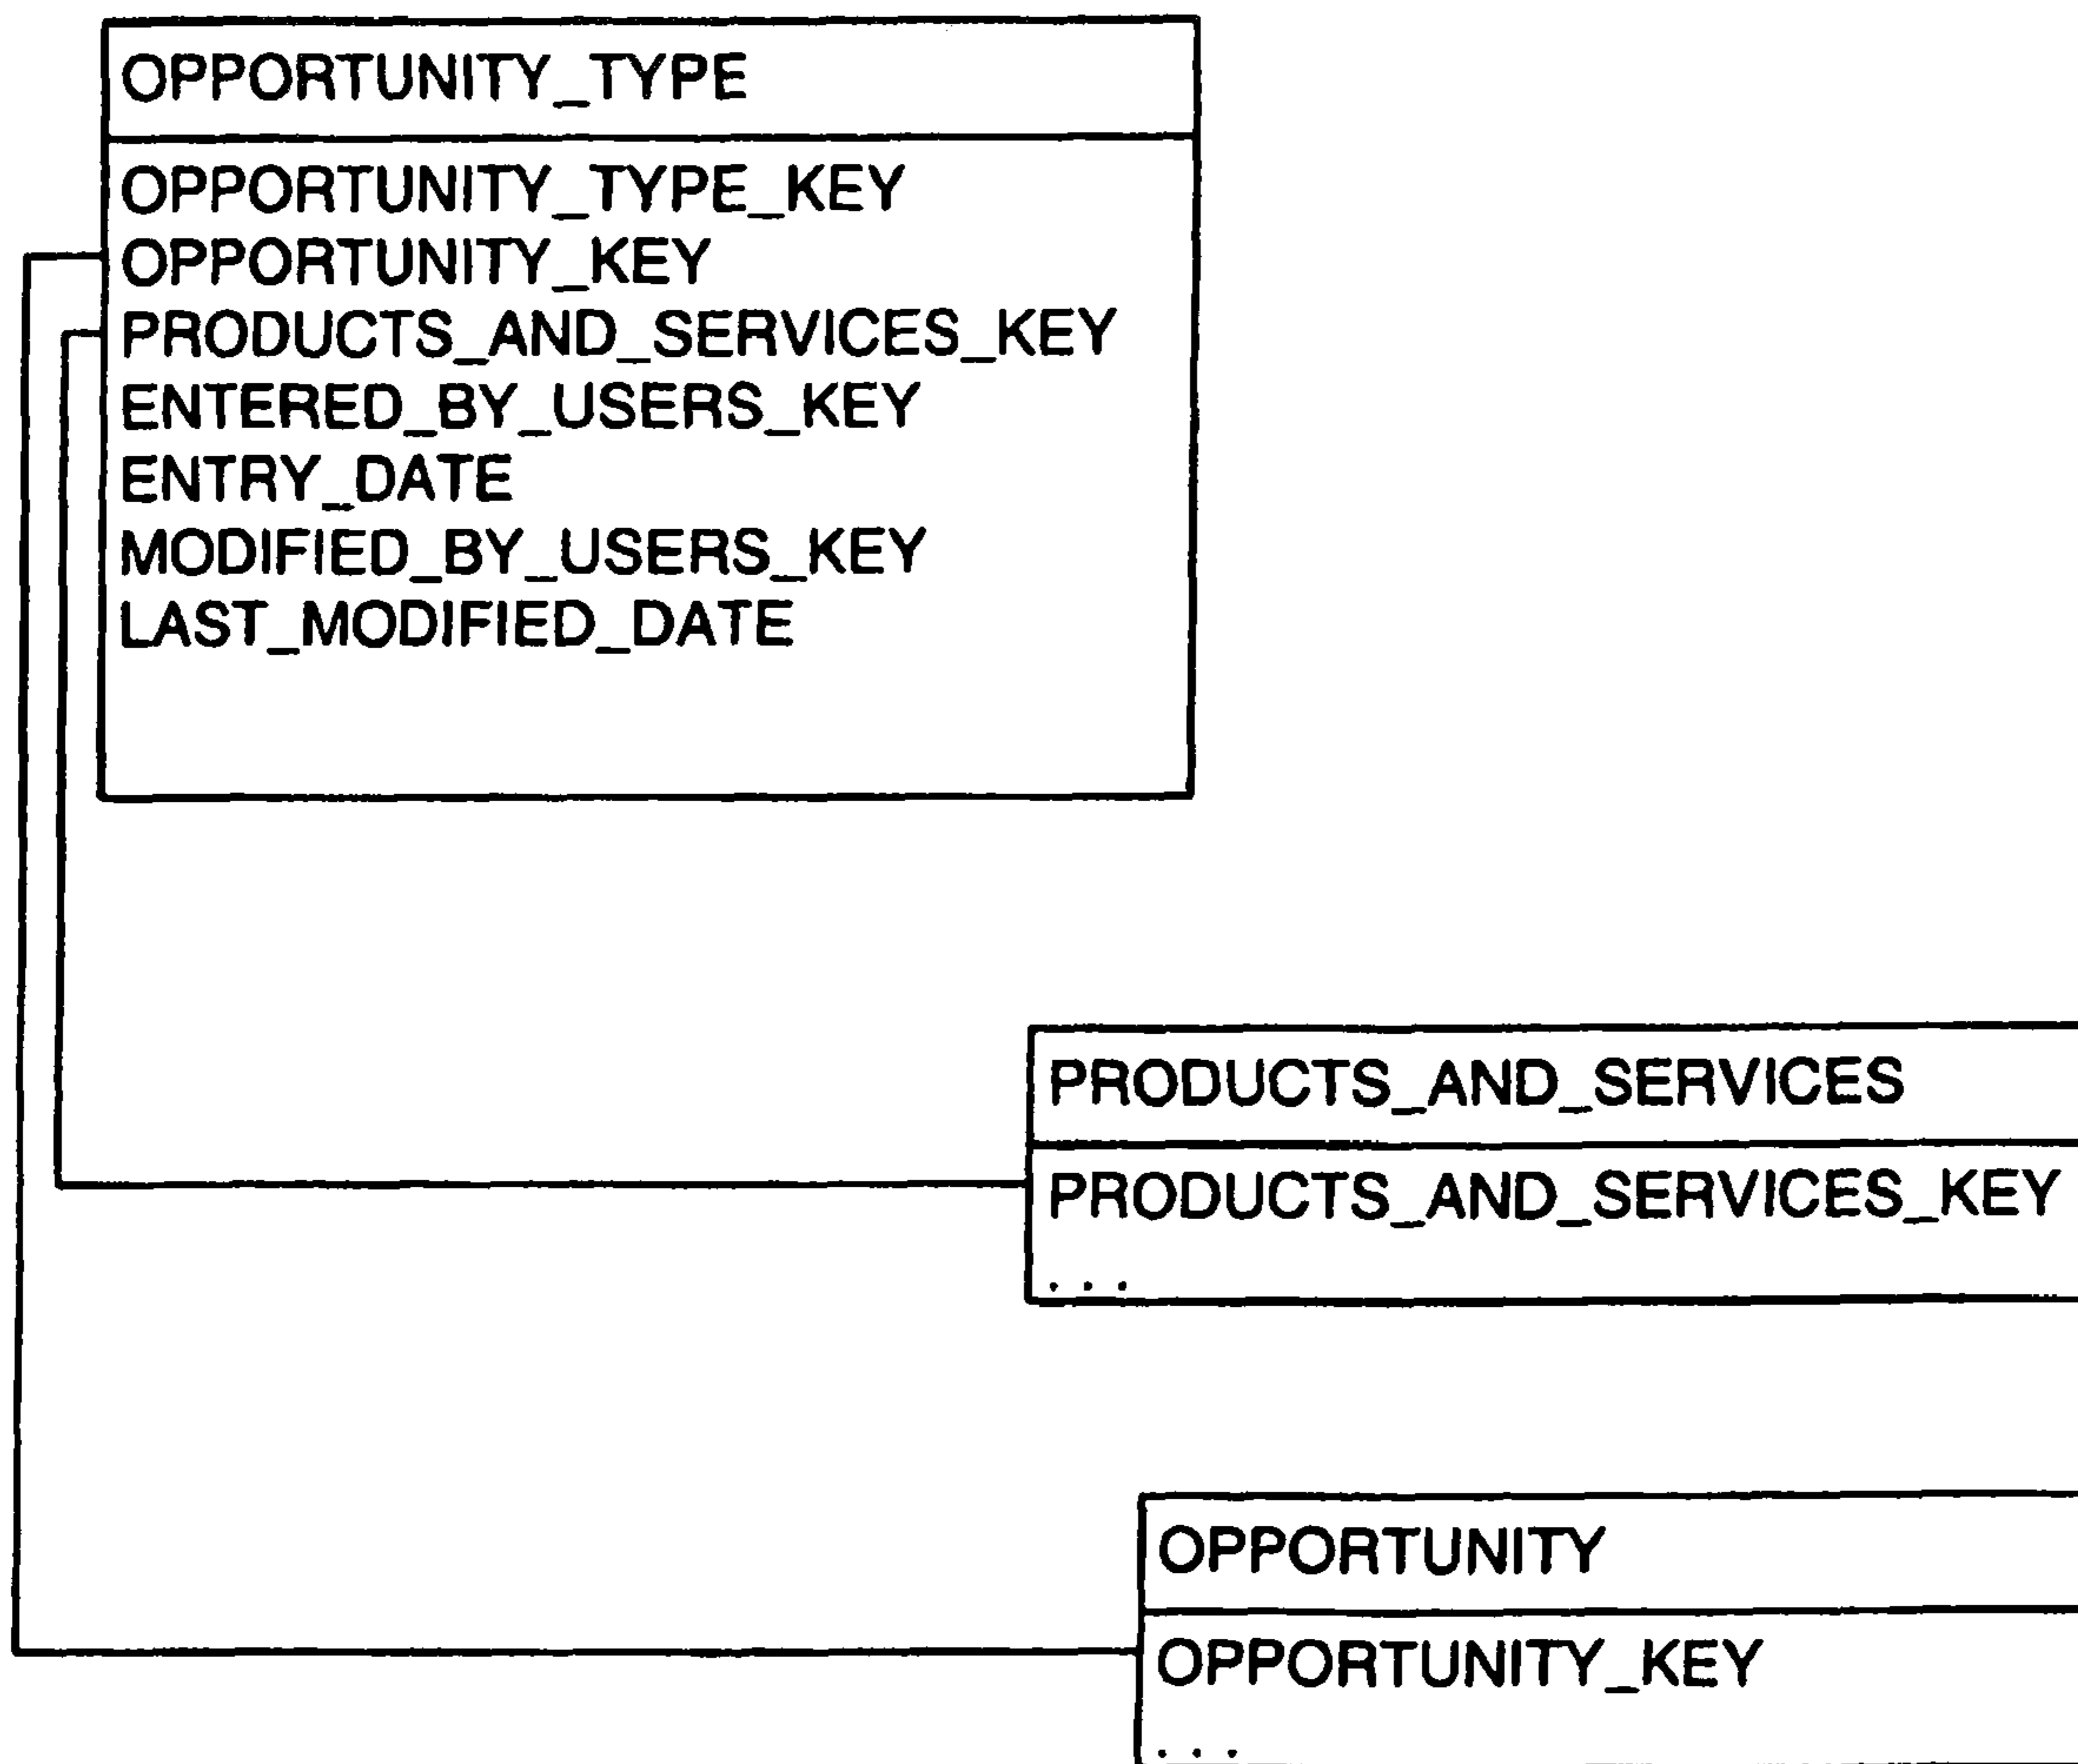 OPPORTUNITY_TYPE
OPPORTUNITY_TYPE_KEY
OPPORTUNITY_KEY
PRODUCTS_AND_SERVICES_KEY
ENTERED_BY_USERS_KEY
ENTRY_DATE
MODIFIED_BY_USERS_KEY
LAST_MODIFIED_DATE
PRODUCTS_AND_SERVICES
PRODUCTS_AND_SERVICES_KEY
. . .
OPPORTUNITY
OPPORTUNITY_KEY
. . .